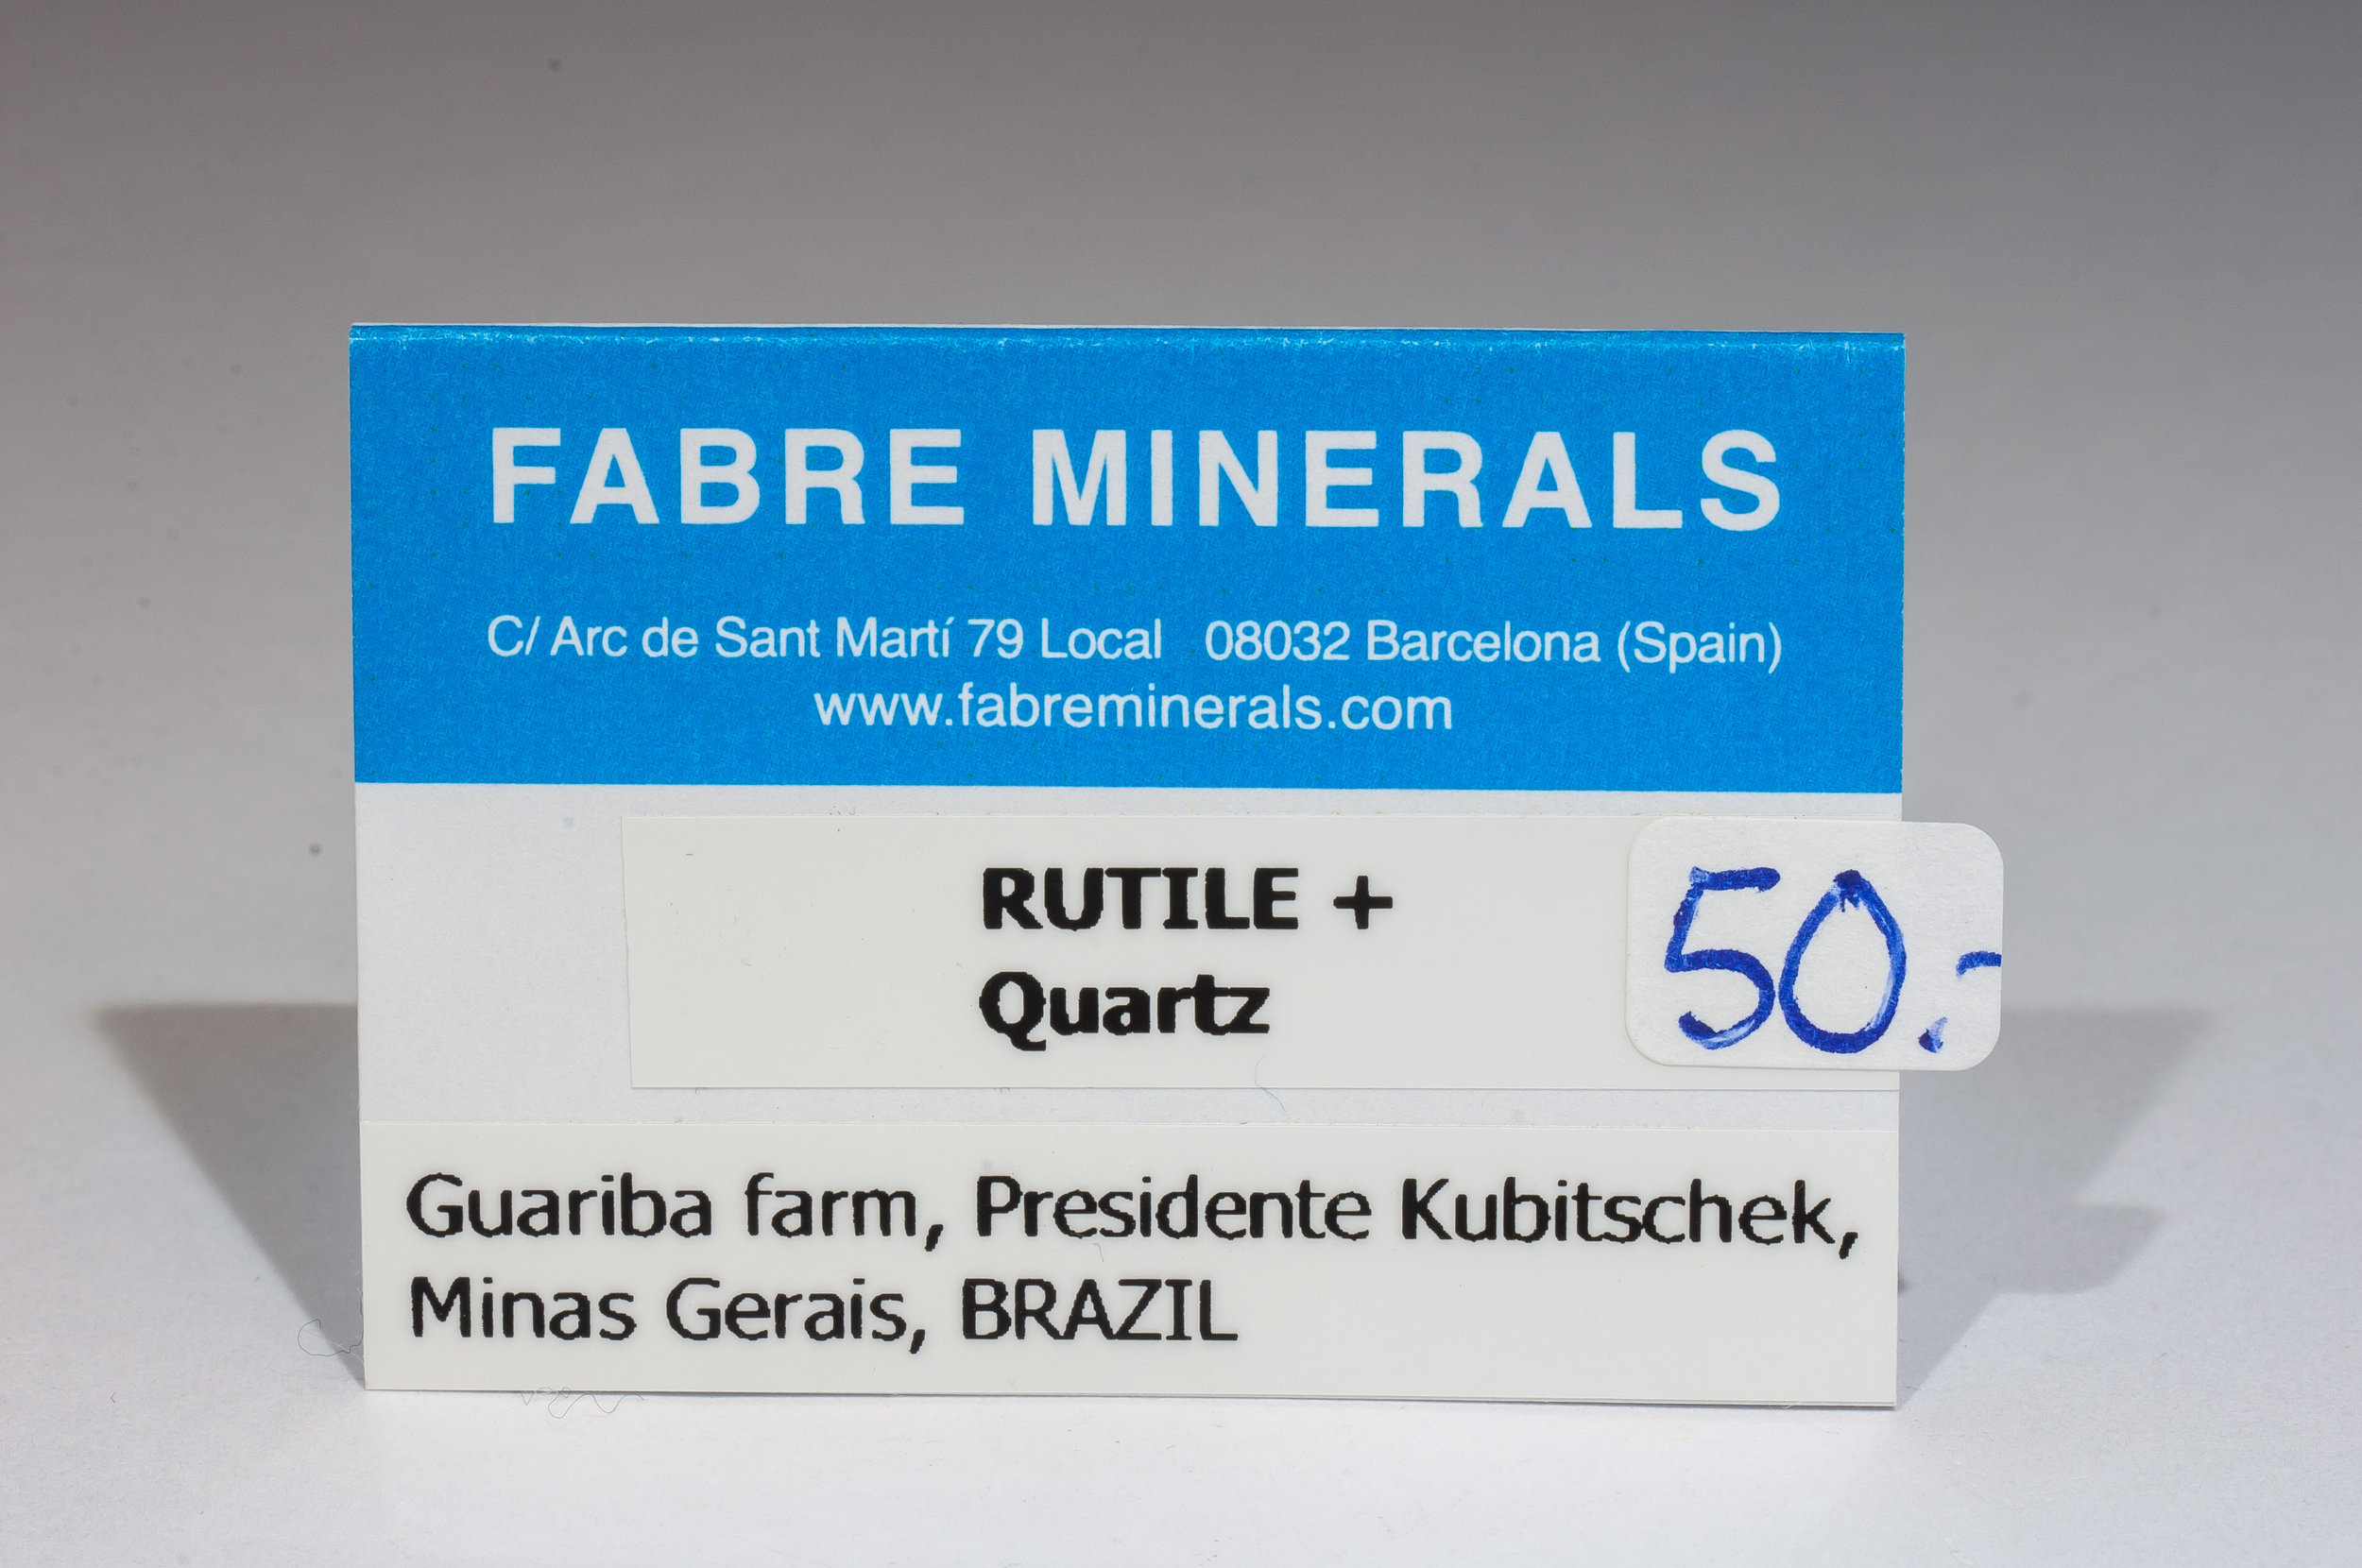 FABRE MINERALS
C/ Arc de Sant Martí 79 Local 08032 Barcelona (Spain)
www.fabreminerals.com
RUTILE +
Quartz
50.-
Guariba farm, Presidente Kubitschek,
Minas Gerais, BRAZIL